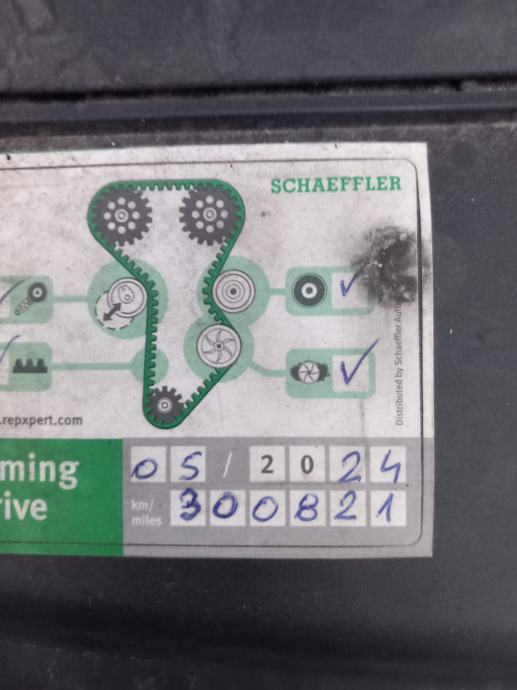 SCHAEFFLER
Distributed by Schaeffler Auto
.repxpert.com
ming
rive
05 / 2024
km/
miles
300821